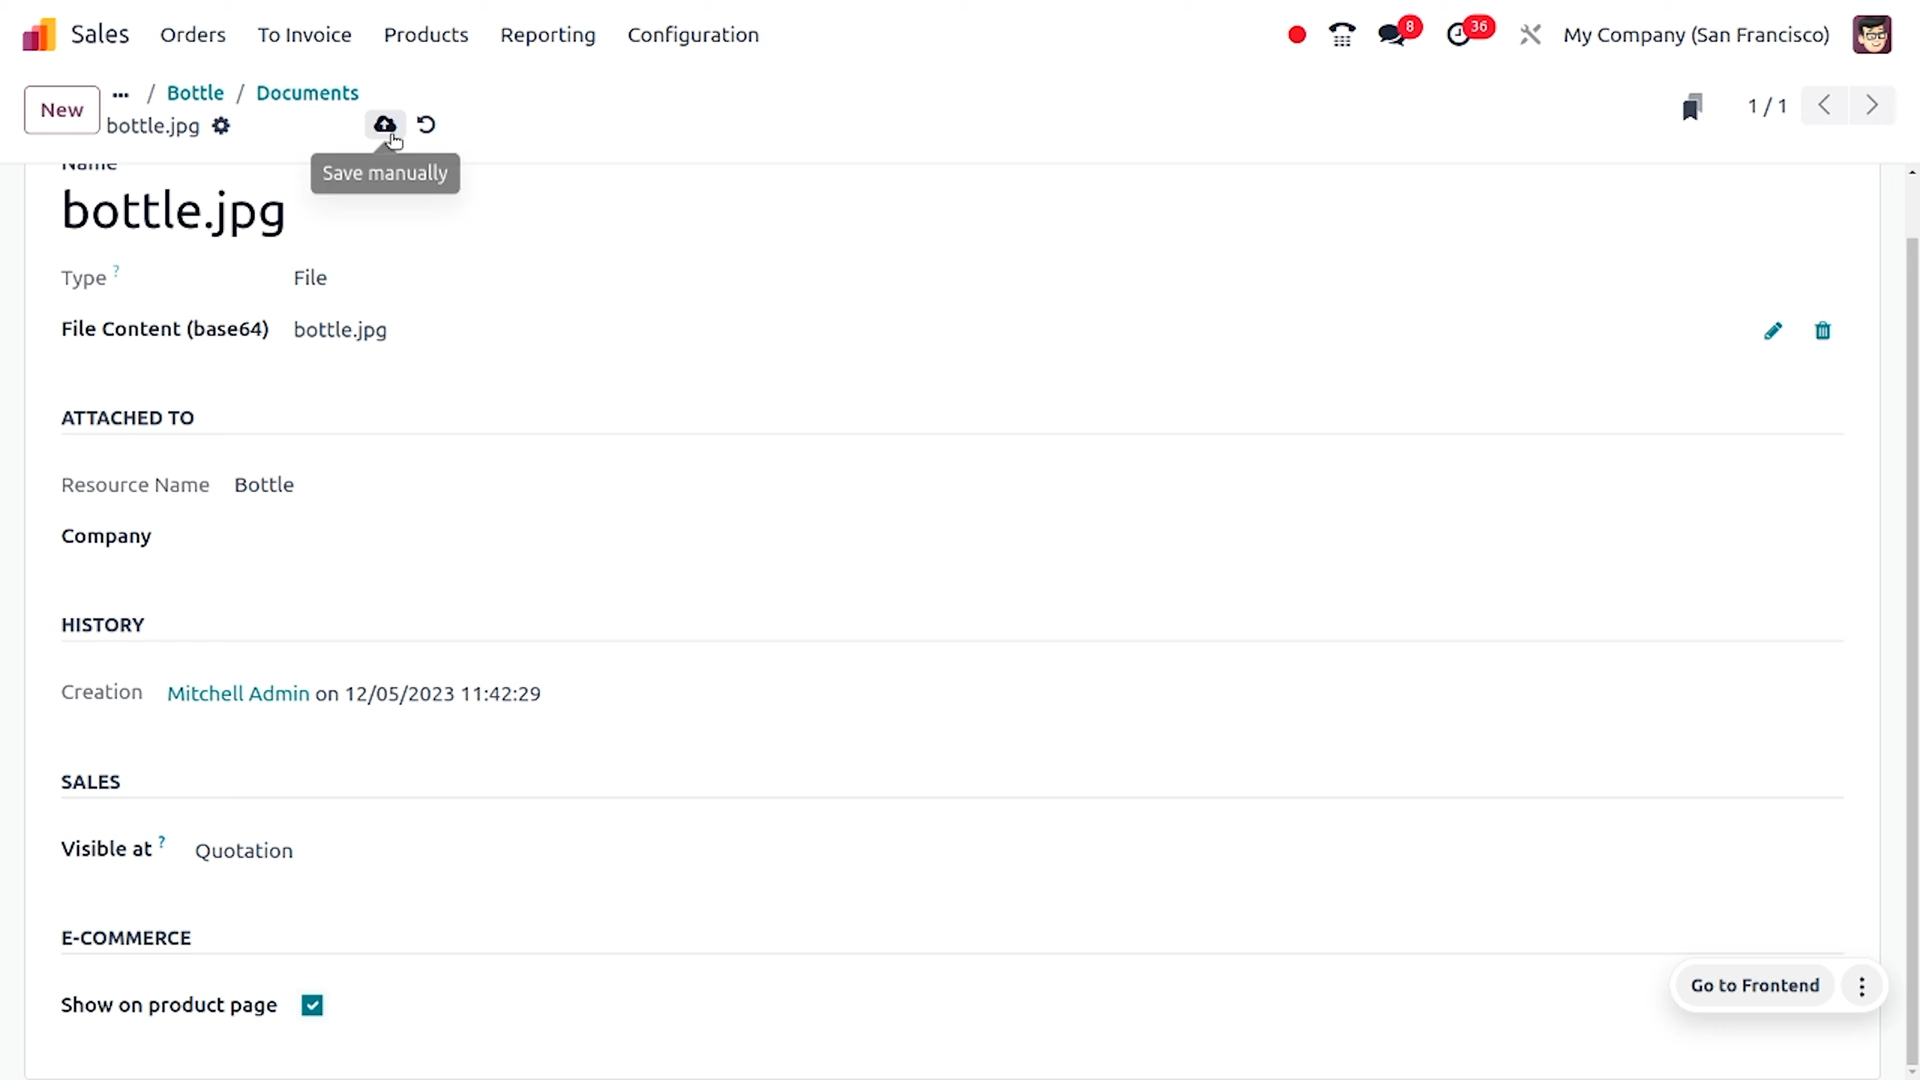 Sales Orders To Invoice Products Reporting Configuration 8 36 My Company (San Francisco)
New ... / Bottle / Documents 1 / 1
bottle.jpg
Save manually
Name
bottle.jpg
Type ? File
File Content (base64) bottle.jpg
ATTACHED TO
Resource Name Bottle
Company
HISTORY
Creation Mitchell Admin on 12/05/2023 11:42:29
SALES
Visible at ? Quotation
E-COMMERCE
Go to Frontend
Show on product page